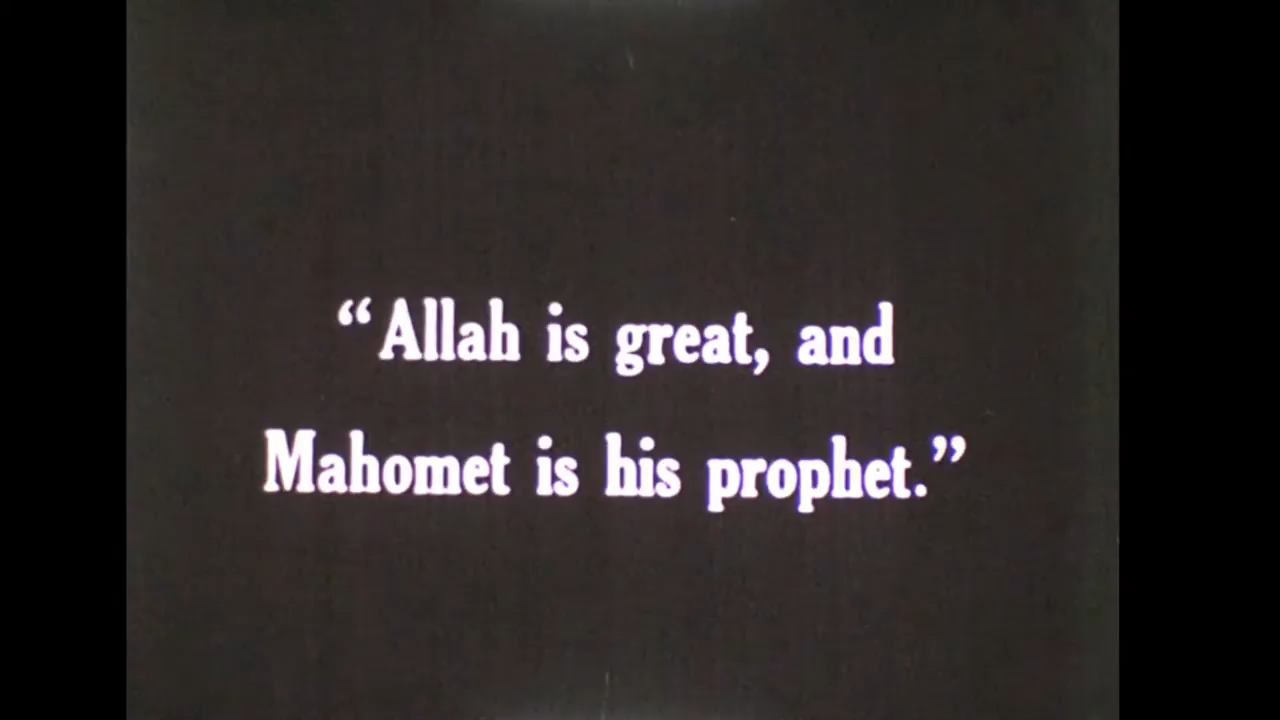 “Allah is great, and
Mahomet is his prophet.”